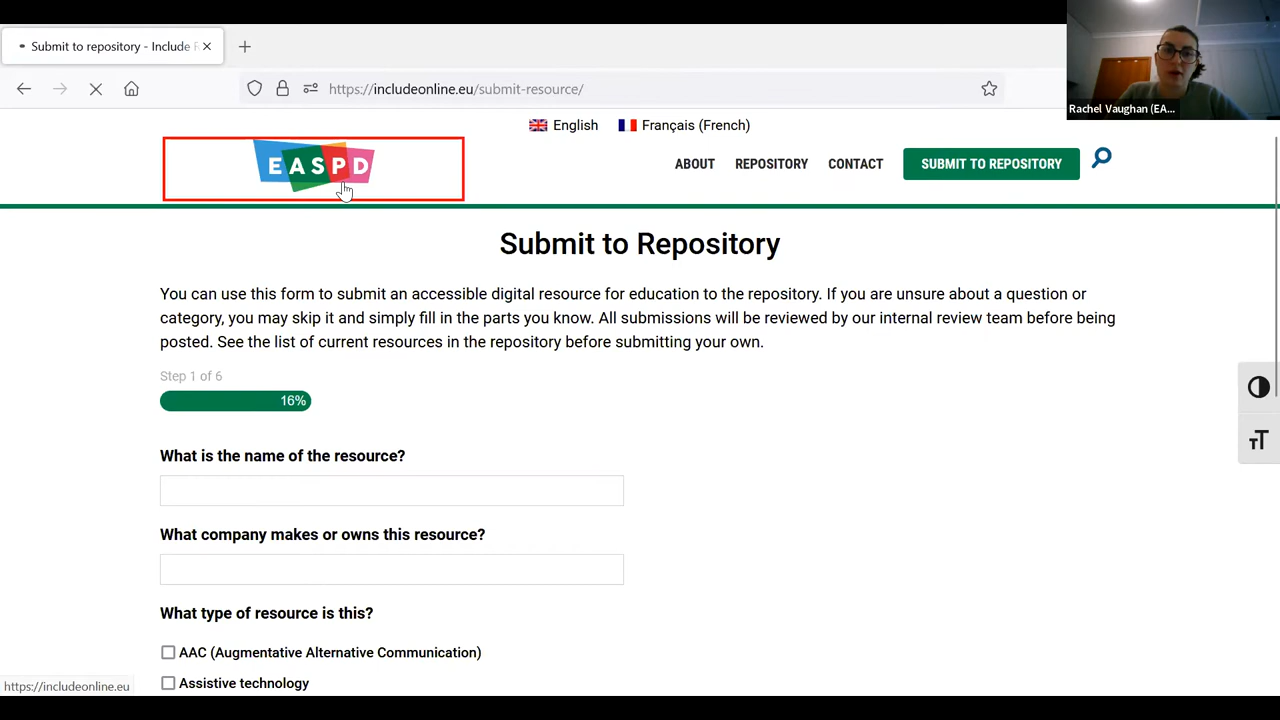 Submit to repository - Include R
https://includeonline.eu/submit-resource/
Rachel Vaughan (EA...
English
Français (French)
EASPD
ABOUT
REPOSITORY
CONTACT
SUBMIT TO REPOSITORY
Submit to Repository
You can use this form to submit an accessible digital resource for education to the repository. If you are unsure about a question or
category, you may skip it and simply fill in the parts you know. All submissions will be reviewed by our internal review team before being
posted. See the list of current resources in the repository before submitting your own.
Step 1 of 6
16%
What is the name of the resource?
What company makes or owns this resource?
What type of resource is this?
AAC (Augmentative Alternative Communication)
Assistive technology
https://includeonline.eu
TT